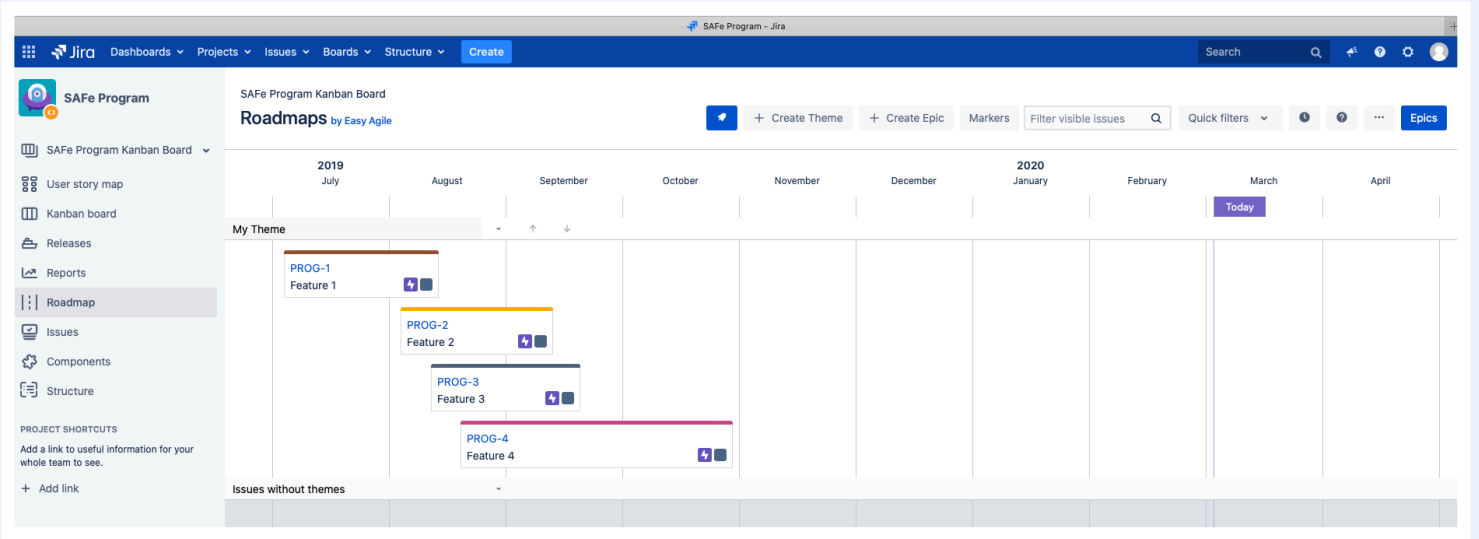 SAFe Program - Jira
Jira Dashboards Projects Issues Boards Structure Create Search
SAFe Program
SAFe Program Kanban Board
User story map
Kanban board
Releases
Reports
Roadmap
Issues
Components
Structure
PROJECT SHORTCUTS
Add a link to useful information for your
whole team to see.
+ Add link
SAFe Program Kanban Board
Roadmaps by Easy Agile
+ Create Theme + Create Epic Markers Filter visible issues Quick filters ... Epics
2019 2020
July August September October November December January February March April
Today
My Theme
PROG-1
Feature 1
PROG-2
Feature 2
PROG-3
Feature 3
PROG-4
Feature 4
Issues without themes